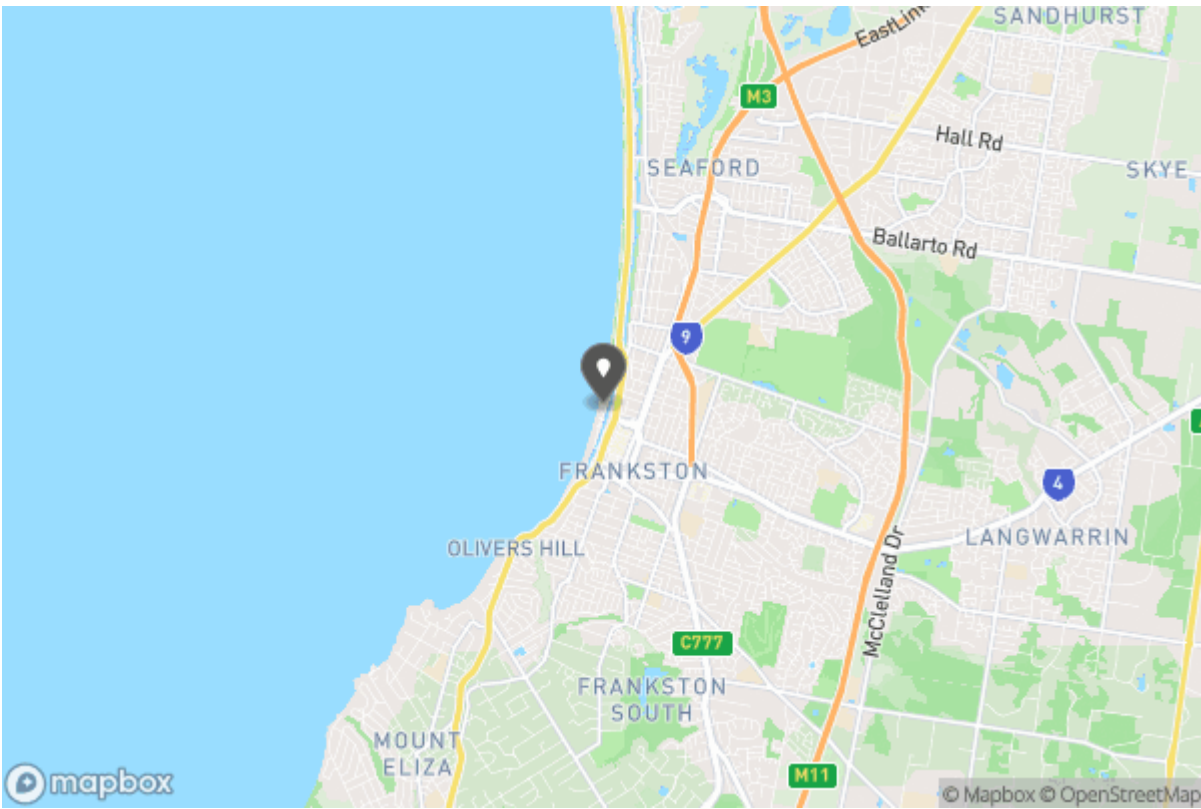 SANDHURST
EastLink
M3
Hall Rd
SEAFORD
SKYE
Ballarto Rd
9
FRANKSTON
4
OLIVERS HILL
LANGWARRIN
McClelland Dr
C777
FRANKSTON
SOUTH
MOUNT
ELIZA
M11
mapbox
© Mapbox © OpenStreetMap